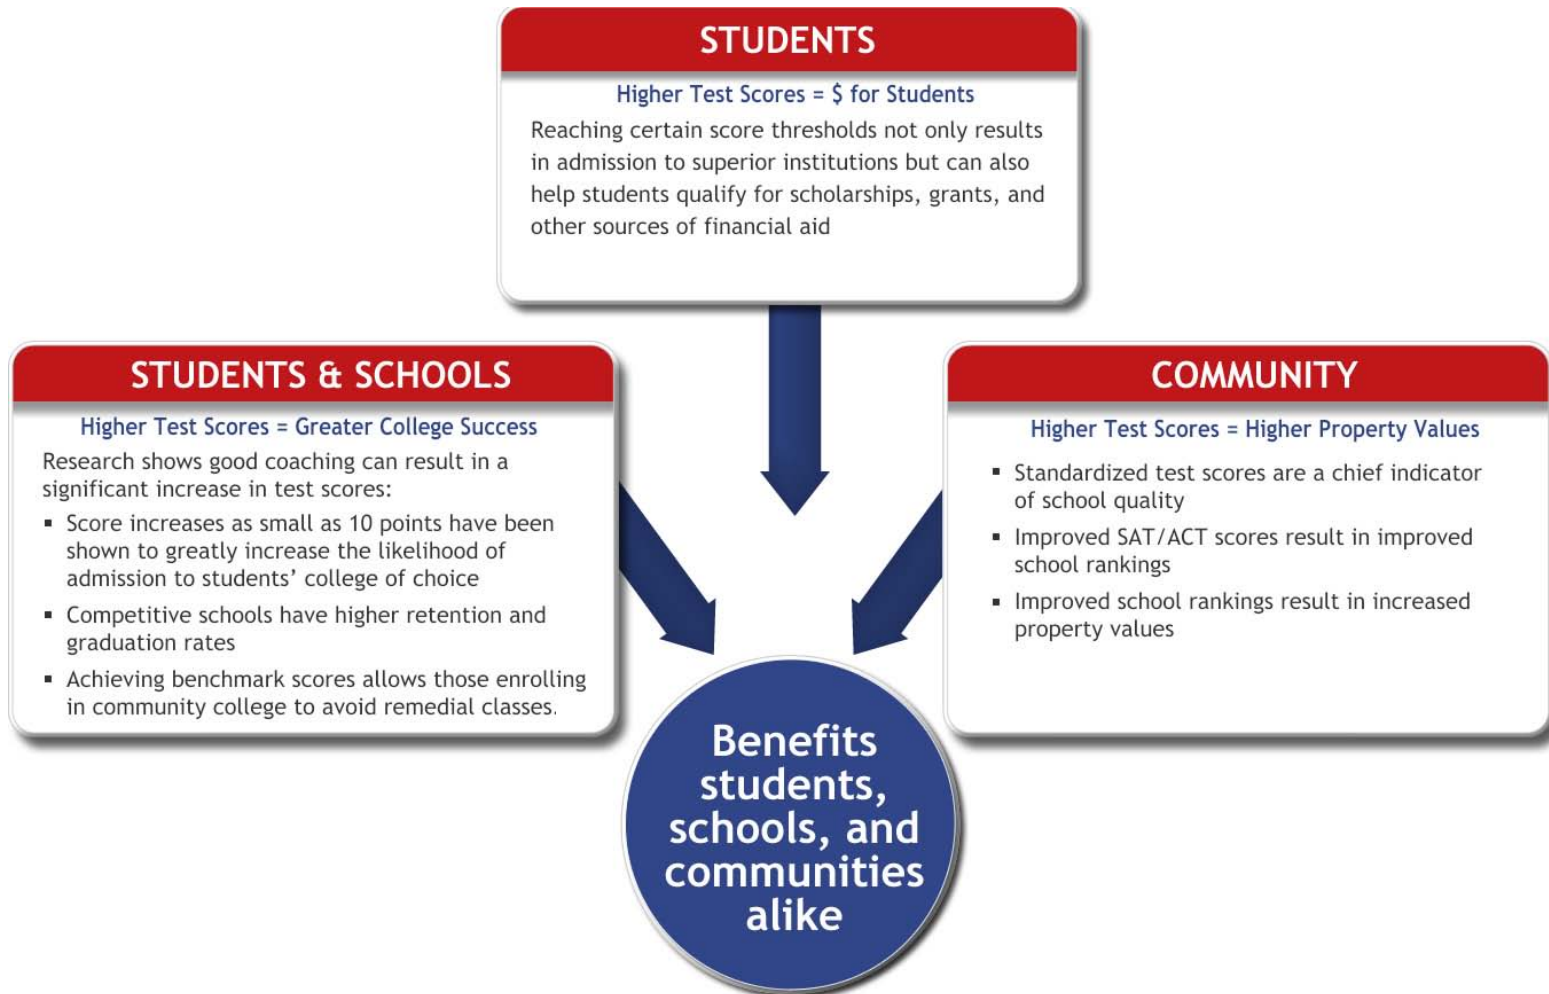 STUDENTS
Higher Test Scores = $ for Students
Reaching certain score thresholds not only results
in admission to superior institutions but can also
help students qualify for scholarships, grants, and
other sources of financial aid
STUDENTS & SCHOOLS
Higher Test Scores = Greater College Success
Research shows good coaching can result in a
significant increase in test scores:
▪ Score increases as small as 10 points have been
shown to greatly increase the likelihood of
admission to students’ college of choice
▪ Competitive schools have higher retention and
graduation rates
▪ Achieving benchmark scores allows those enrolling
in community college to avoid remedial classes.
COMMUNITY
Higher Test Scores = Higher Property Values
▪ Standardized test scores are a chief indicator
of school quality
▪ Improved SAT/ACT scores result in improved
school rankings
▪ Improved school rankings result in increased
property values
Benefits
students,
schools, and
communities
alike